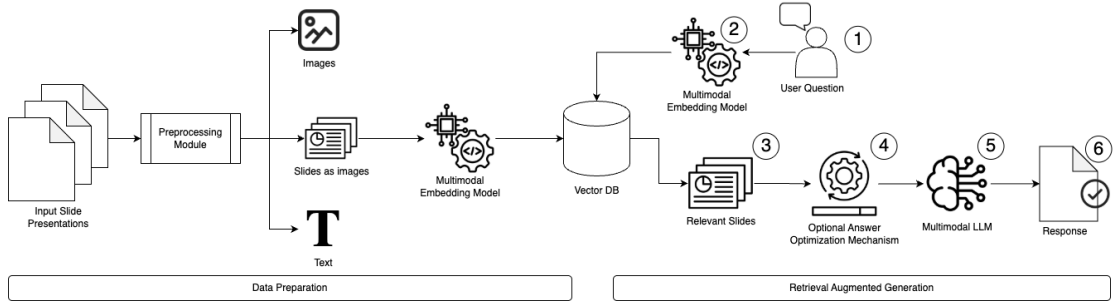 Images
Input Slide
Presentations
Preprocessing
Module
Slides as images
T
Text
</>
Multimodal
Embedding Model
Vector DB
</>
2
Multimodal
Embedding Model
1
User Question
3
Relevant Slides
4
Optional Answer
Optimization Mechanism
5
Multimodal LLM
6
Response
Data Preparation
Retrieval Augmented Generation